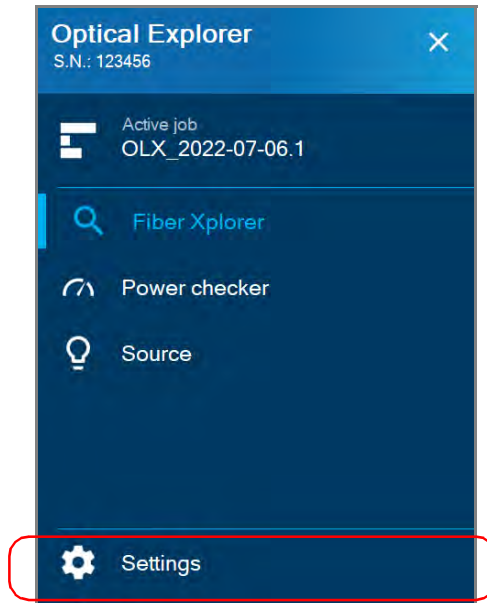 Optical Explorer
S.N.: 123456
Active job
OLX_2022-07-06.1
Fiber Xplorer
Power checker
Source
Settings